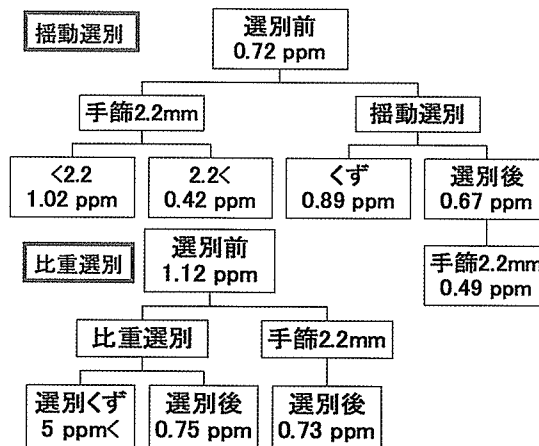 揺動選別
選別前
0.72 ppm
手篩2.2mm
揺動選別
<2.2
1.02 ppm
2.2<
0.42 ppm
くず
0.89 ppm
選別後
0.67 ppm
手篩2.2mm
0.49 ppm
比重選別
選別前
1.12 ppm
比重選別
手篩2.2mm
選別くず
5 ppm<
選別後
0.75 ppm
選別後
0.73 ppm